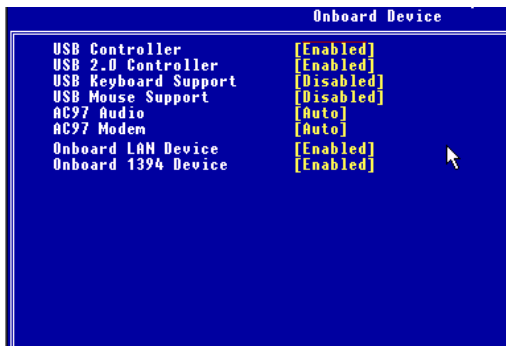 Onboard Device
USB Controller [Enabled]
USB 2.0 Controller [Enabled]
USB Keyboard Support [Disabled]
USB Mouse Support [Disabled]
AC97 Audio [Auto]
AC97 Modem [Auto]
Onboard LAN Device [Enabled]
Onboard 1394 Device [Enabled]